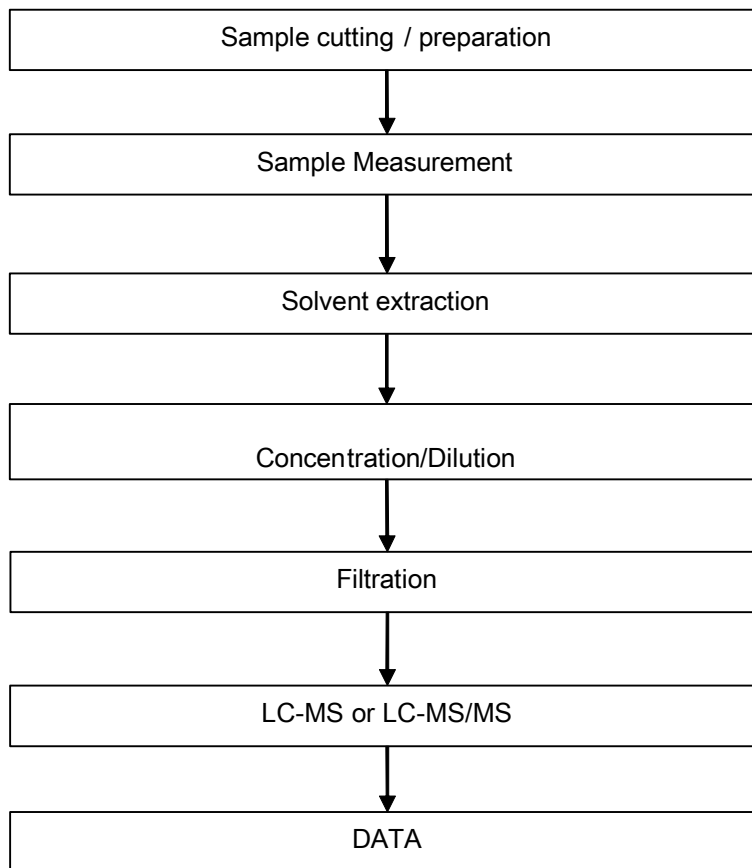 Sample cutting / preparation
Sample Measurement
Solvent extraction
Concentration/Dilution
Filtration
LC-MS or LC-MS/MS
DATA